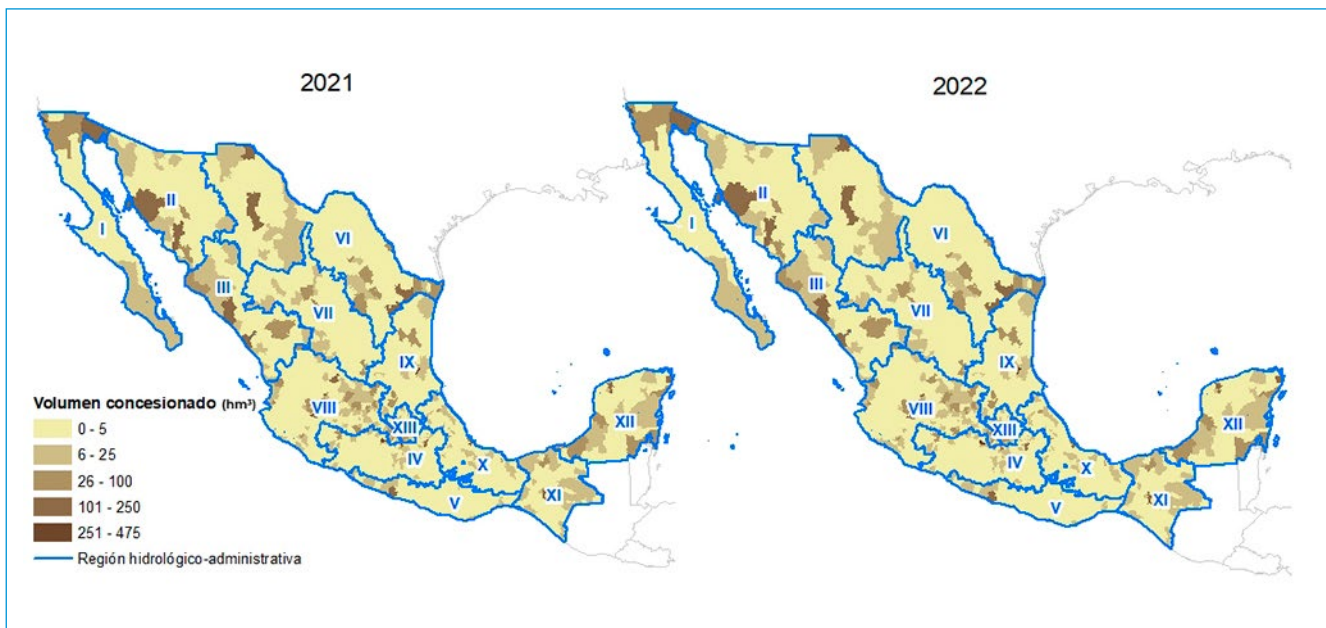 2021
2022
I
II
III
VI
VII
IX
VIII
XIII
IV
X
V
XI
XII
I
II
III
VI
VII
IX
VIII
XIII
IV
X
V
XI
XII
Volumen concesionado (hm³)
0 - 5
6 - 25
26 - 100
101 - 250
251 - 475
Región hidrológico-administrativa